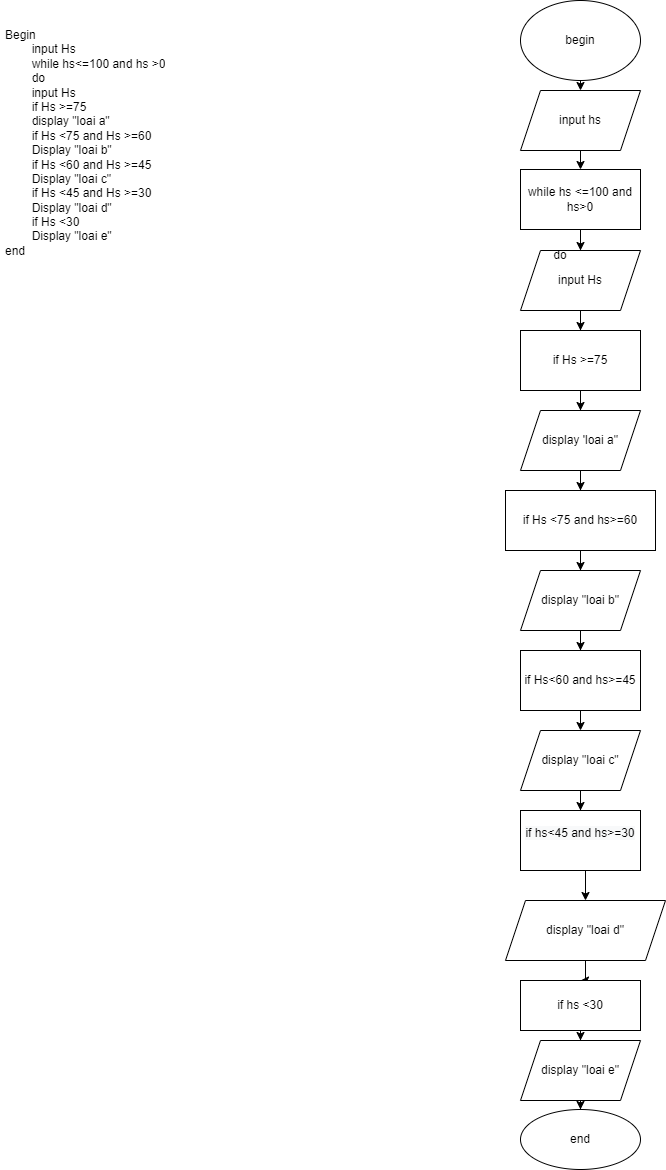 Begin
input Hs
while hs<=100 and hs >0
do
input Hs
if Hs >=75
display "loai a"
if Hs <75 and Hs >=60
Display "loai b"
if Hs <60 and Hs >=45
Display "loai c"
if Hs <45 and Hs >=30
Display "loai d"
if Hs <30
Display "loai e"
end
begin
input hs
while hs <=100 and
hs>0
do
input Hs
if Hs >=75
display 'loai a"
if Hs <75 and hs>=60
display "loai b"
if Hs<60 and hs>=45
display "loai c"
if hs<45 and hs>=30
display "loai d"
if hs <30
display "loai e"
end